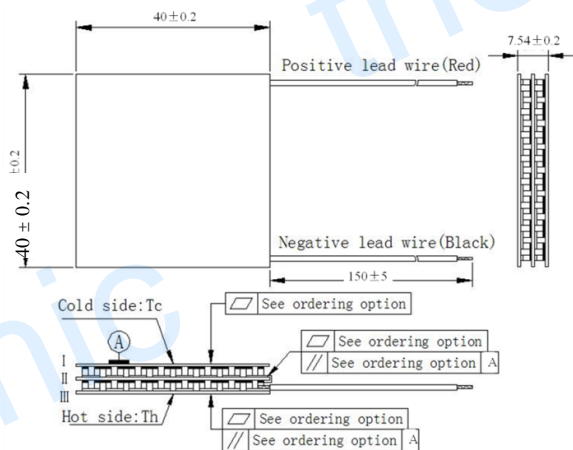 40±0.2
7.54±0.2
Positive lead wire(Red)
40 ± 0.2
±0.2
Negative lead wire(Black)
150±5
Cold side:Tc
See ordering option
A
See ordering option
// See ordering option A
I
II
III
Hot side:Th
See ordering option
// See ordering option A